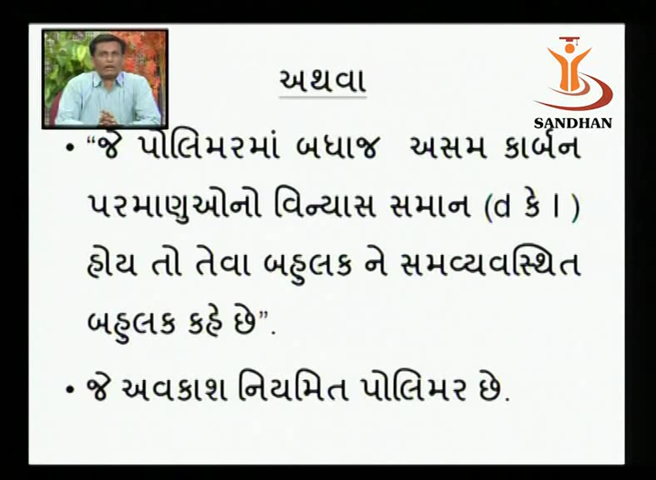 SANDHAN
અથવા
• “જે પોલિમરમાં બધાજ અસમ કાર્બન
પરમાણુઓનો વિન્યાસ સમાન (d કે l)
હોય તો તેવા બહુલક ને સમવ્યવસ્થિત
બહુલક કહે છે”.
• જે અવકાશ નિયમિત પોલિમર છે.